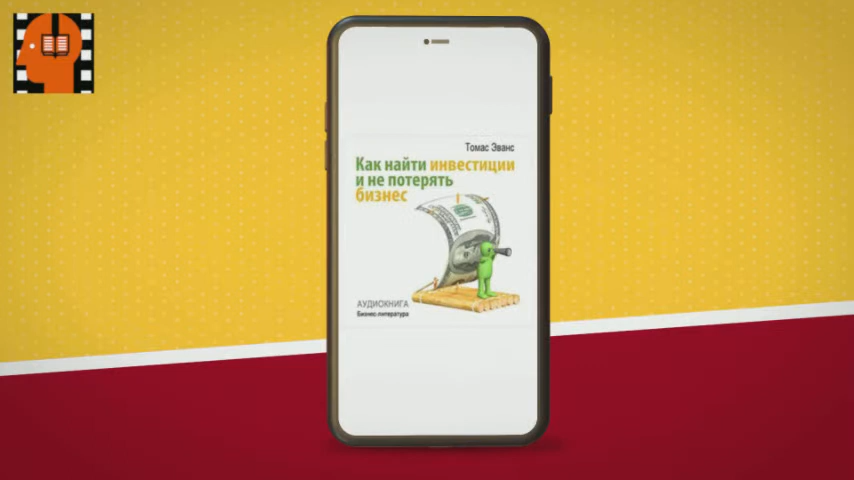 Томас Эванс
Как найти инвестиции
и не потерять
бизнес
АУДИОКНИГА
Бизнес-литература